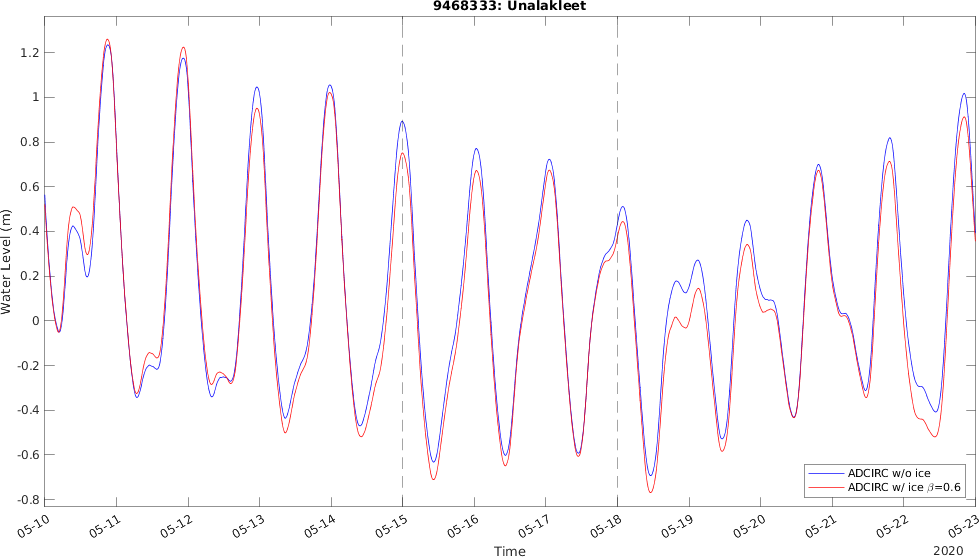 9468333: Unalakleet
Water Level (m)
1.2
1
0.8
0.6
0.4
0.2
0
-0.2
-0.4
-0.6
-0.8
ADCIRC w/o ice
ADCIRC w/ ice β=0.6
05-10 05-11 05-12 05-13 05-14 05-15 05-16 05-17 05-18 05-19 05-20 05-21 05-22 05-23
Time
2020